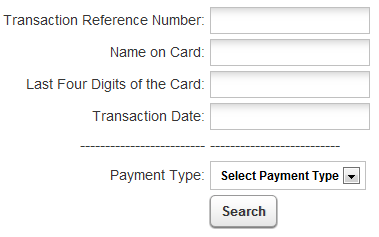 Transaction Reference Number:
Name on Card:
Last Four Digits of the Card:
Transaction Date:
------------------------- --------------------------
Payment Type: Select Payment Type
Search